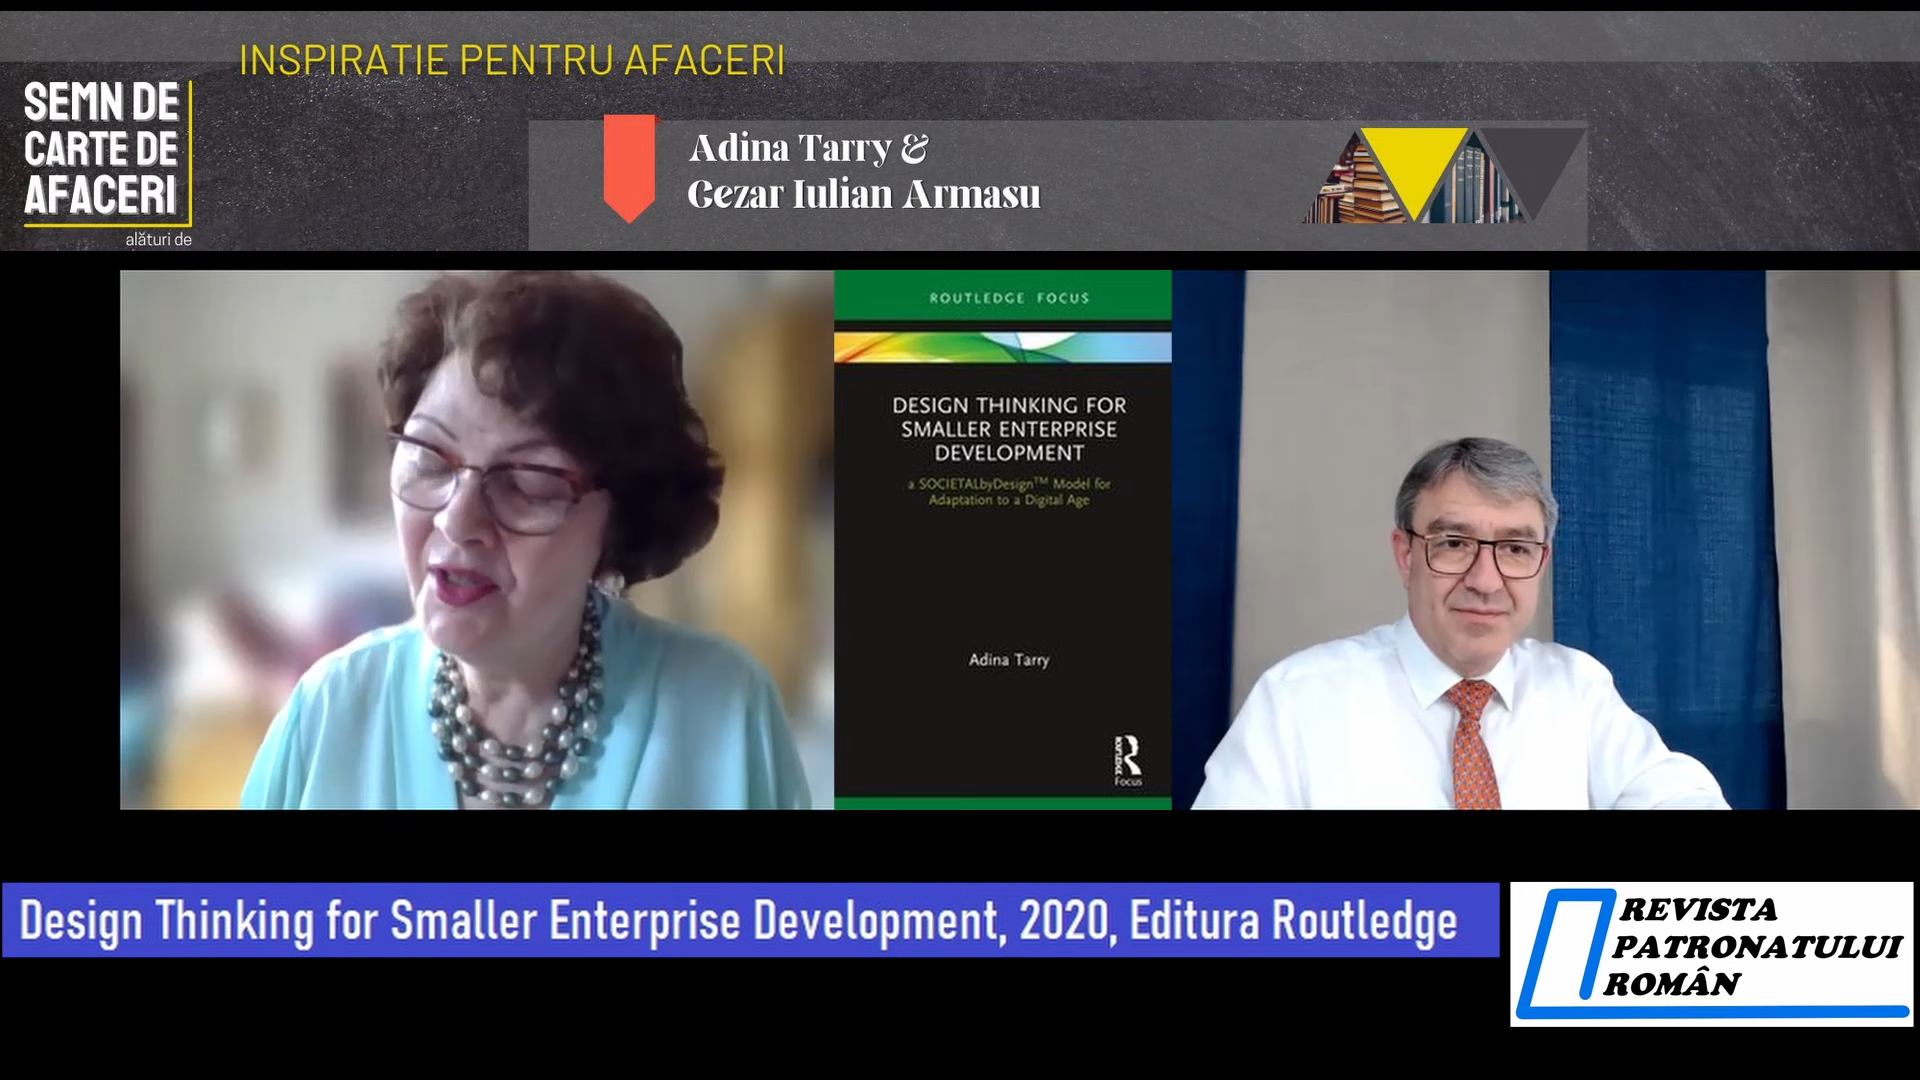 INSPIRATIE PENTRU AFACERI
SEMN DE
CARTE DE
AFACERI
alături de
Adina Tarry &
Cezar Iulian Armasu
ROUTLEDGE FOCUS
DESIGN THINKING FOR
SMALLER ENTERPRISE
DEVELOPMENT
a SOCIETALbyDesign™ Model for
Adaptation to a Digital Age
Adina Tarry
ROUTLEDGE
Focus
Design Thinking for Smaller Enterprise Development, 2020, Editura Routledge
REVISTA
PATRONATULUI
ROMÂN